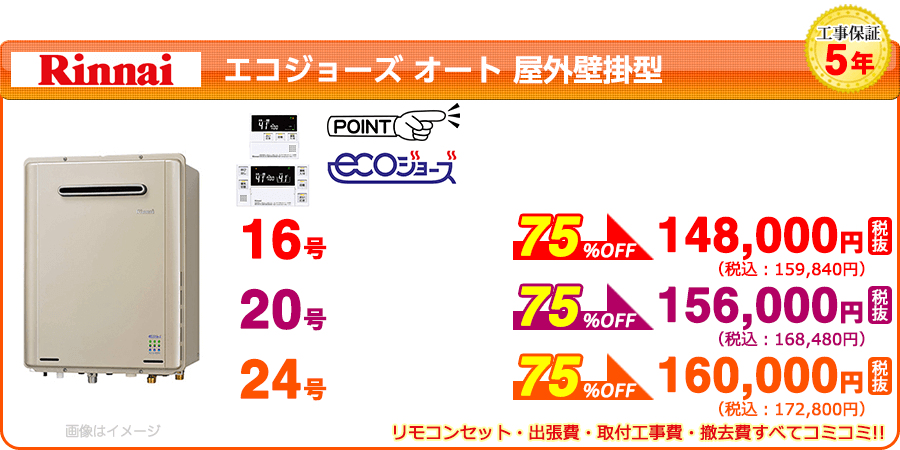 工事保証
5年
Rinnai エコジョーズ オート 屋外壁掛型
POINT
ecoジョーズ
Rinnai
16号 75%OFF 148,000円 税抜
(税込：159,840円)
20号 75%OFF 156,000円 税抜
(税込：168,480円)
24号 75%OFF 160,000円 税抜
(税込：172,800円)
画像はイメージ
リモコンセット・出張費・取付工事費・撤去費すべてコミコミ!!